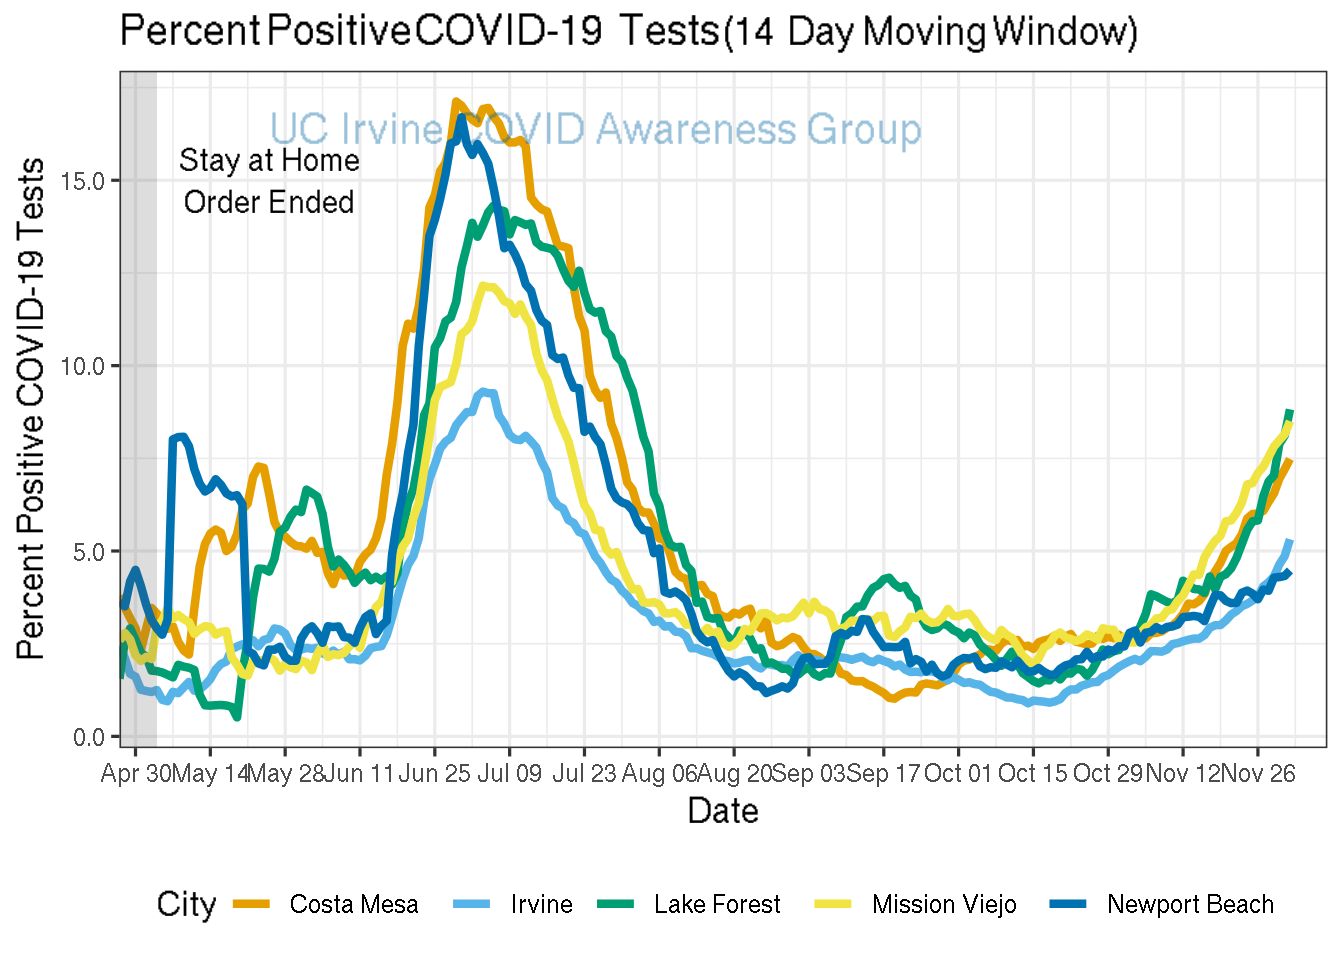 Percent Positive COVID-19 Tests(14 Day Moving Window)
UC Irvine COVID Awareness Group
Stay at Home
Order Ended
Percent Positive COVID-19 Tests
15.0
10.0
5.0
0.0
Apr 30 May 14 May 28 Jun 11 Jun 25 Jul 09 Jul 23 Aug 06 Aug 20 Sep 03 Sep 17 Oct 01 Oct 15 Oct 29 Nov 12 Nov 26
Date
City Costa Mesa Irvine Lake Forest Mission Viejo Newport Beach